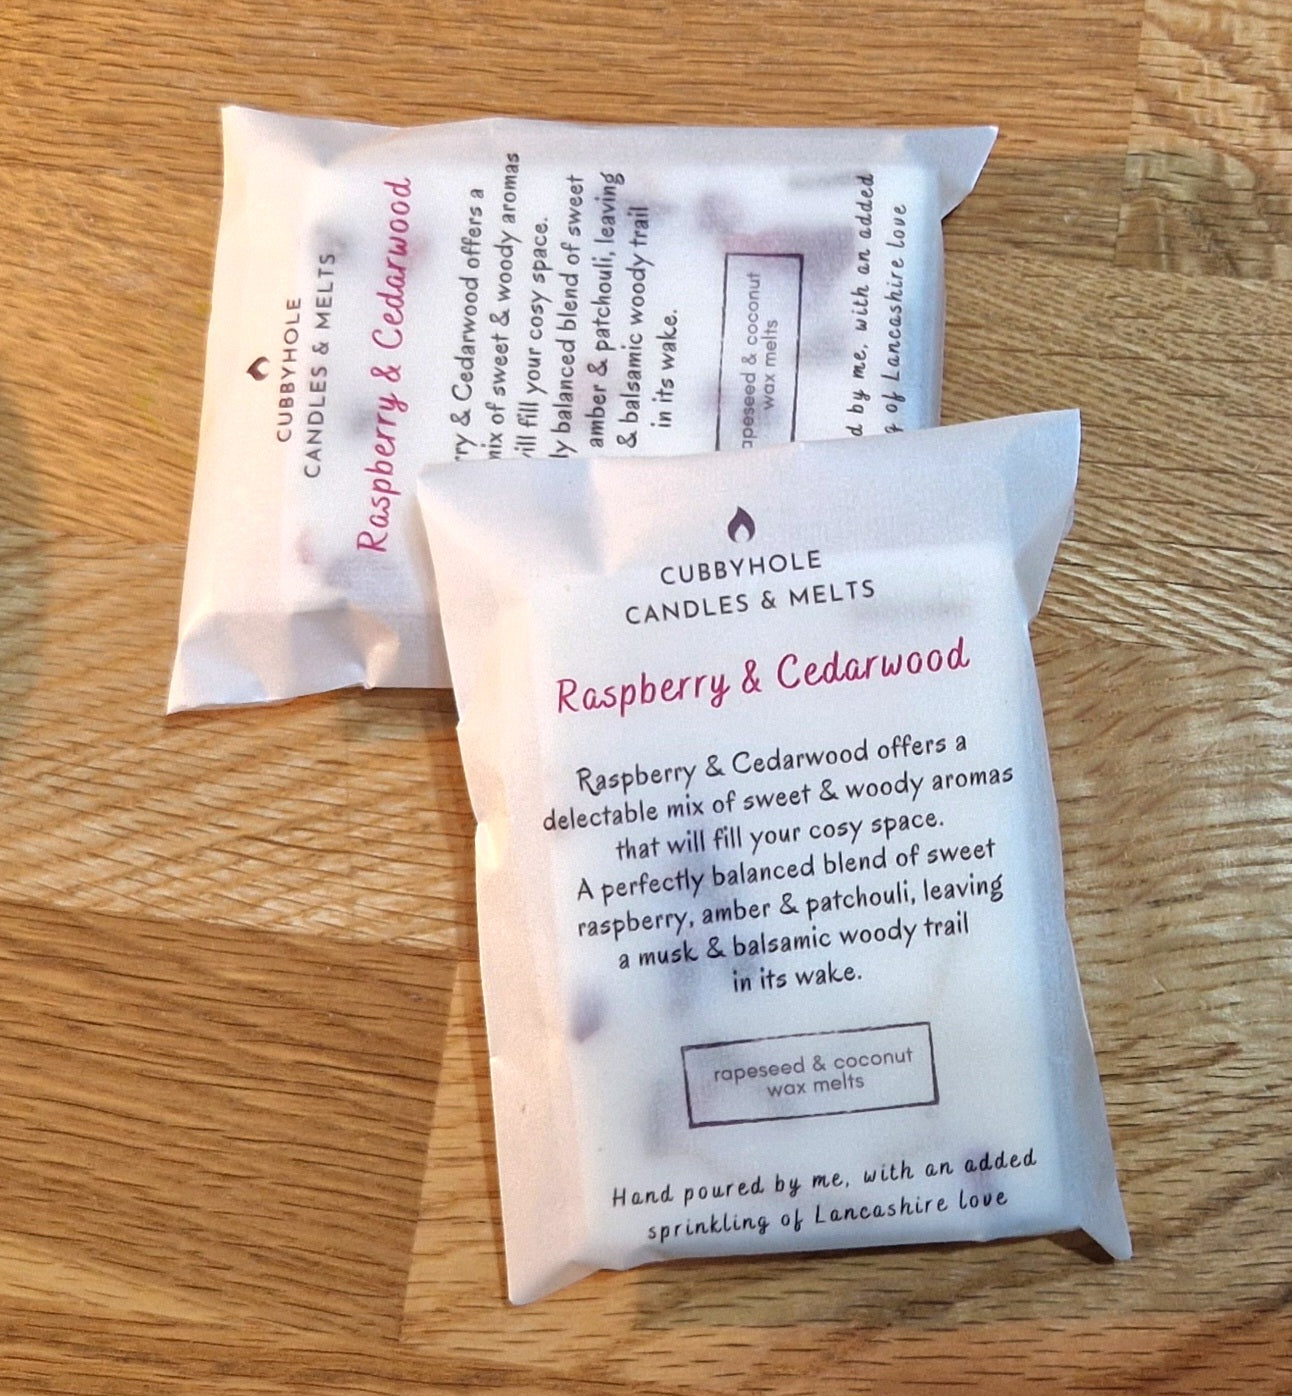 CUBBYHOLE
CANDLES & MELTS
Raspberry & Cedarwood
& Cedarwood offers a
of sweet & woody aromas
fill your cosy space.
balanced blend of sweet
amber & patchouli, leaving
& balsamic woody trail
in its wake.
& coconut
wax melts
by me, with an added
of Lancashire love
CUBBYHOLE
CANDLES & MELTS
Raspberry & Cedarwood
Raspberry & Cedarwood offers a
delectable mix of sweet & woody aromas
that will fill your cosy space.
A perfectly balanced blend of sweet
raspberry, amber & patchouli, leaving
a musk & balsamic woody trail
in its wake.
rapeseed & coconut
wax melts
Hand poured by me, with an added
sprinkling of Lancashire love